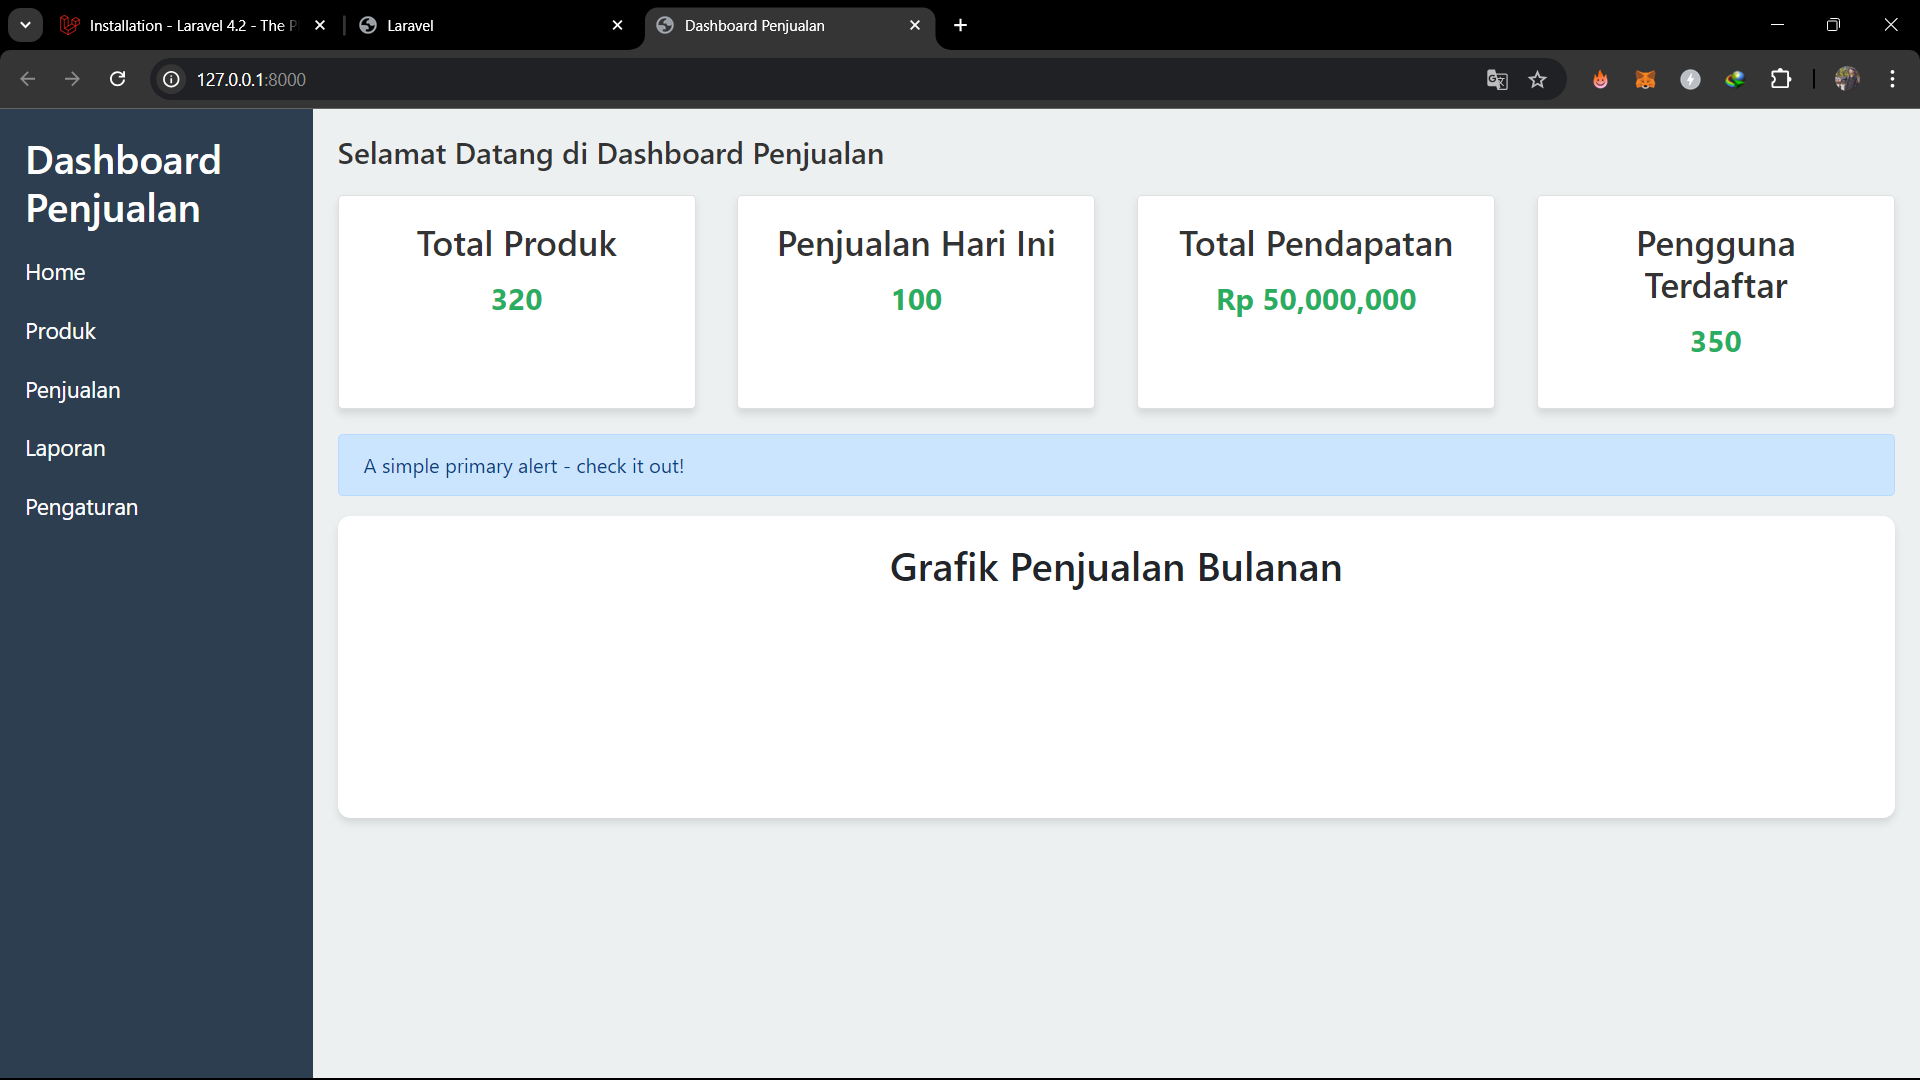 Installation - Laravel 4.2 - The P
Laravel
Dashboard Penjualan
127.0.0.1:8000
Dashboard
Penjualan
Home
Produk
Penjualan
Laporan
Pengaturan
Selamat Datang di Dashboard Penjualan
Total Produk
320
Penjualan Hari Ini
100
Total Pendapatan
Rp 50,000,000
Pengguna
Terdaftar
350
A simple primary alert - check it out!
Grafik Penjualan Bulanan